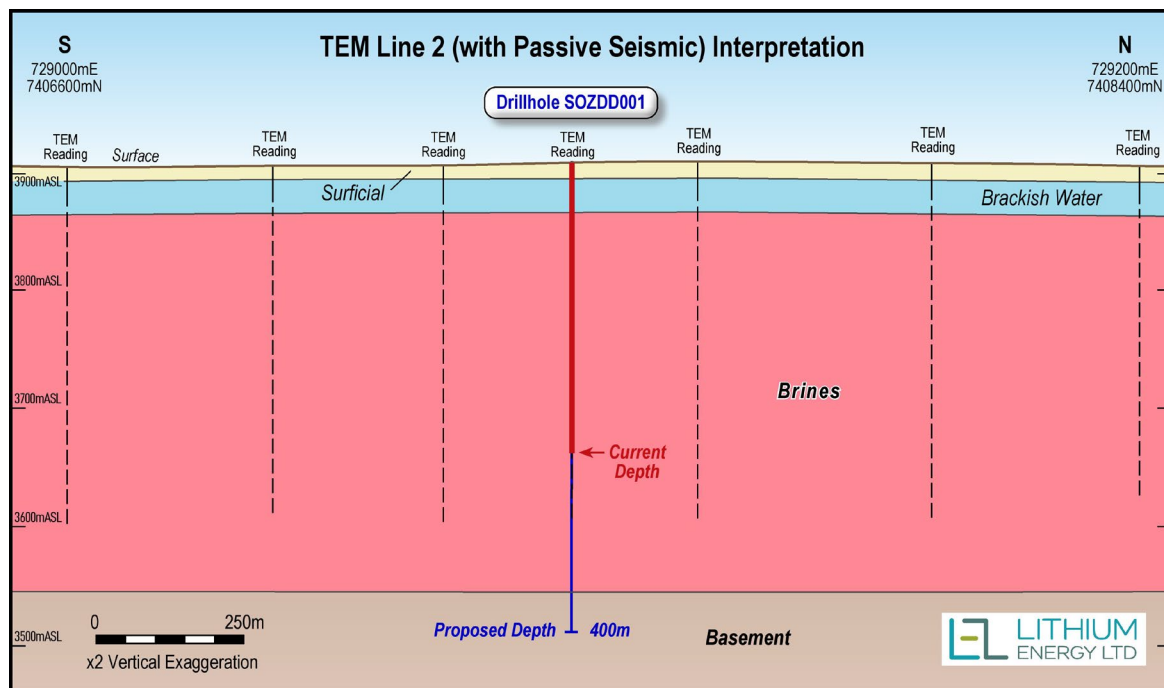 S
TEM Line 2 (with Passive Seismic) Interpretation
N
729000mE
7406600mN
729200mE
7408400mN
Drillhole SOZDD001
TEM
Reading
Surface
TEM
Reading
TEM
Reading
TEM
Reading
TEM
Reading
TEM
Reading
TEM
Reading
3900mASL
Surficial
Brackish Water
3800mASL
3700mASL
Brines
Current
Depth
3600mASL
0 250m
x2 Vertical Exaggeration
3500mASL
Proposed Depth 400m
Basement
LEL
LITHIUM
ENERGY LTD